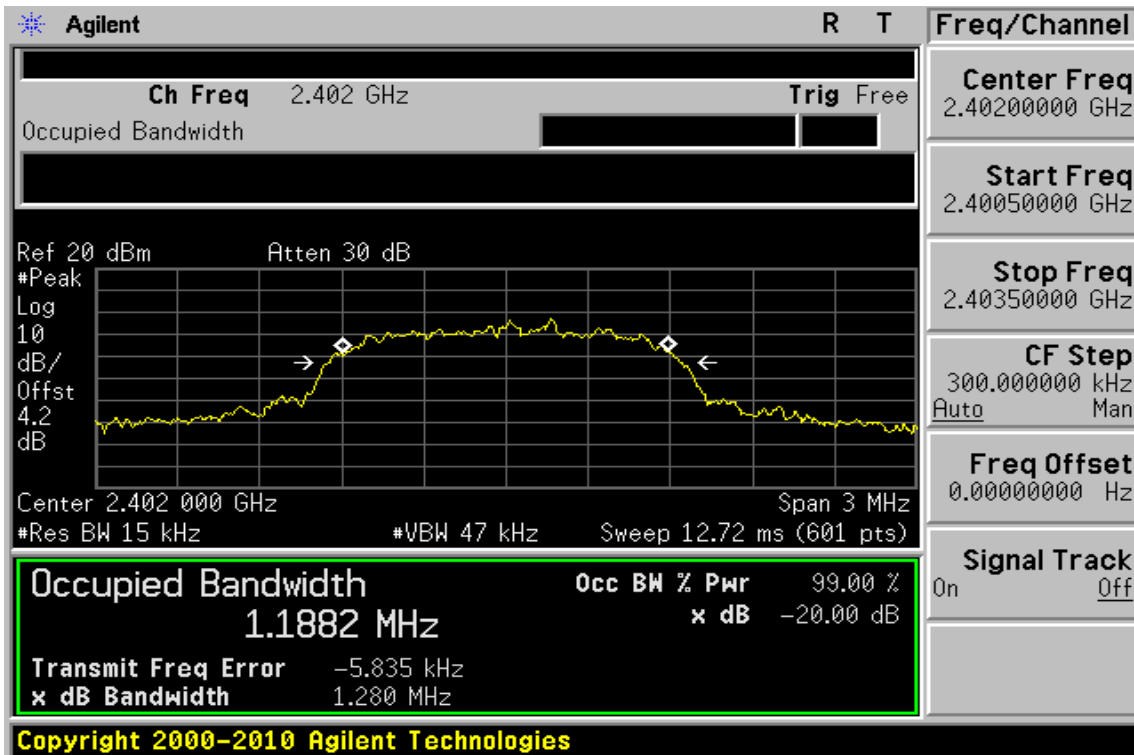 Agilent
R T
Freq/Channel
Ch Freq 2.402 GHz
Trig Free
Occupied Bandwidth
Center Freq
2.40200000 GHz
Start Freq
2.40050000 GHz
Stop Freq
2.40350000 GHz
CF Step
300.000000 kHz
Auto Man
Freq Offset
0.00000000 Hz
Signal Track
On Off
Ref 20 dBm
Atten 30 dB
#Peak
Log
10
dB/
Offst
4.2
dB
Center 2.402 000 GHz
Span 3 MHz
#Res BW 15 kHz
#VBW 47 kHz
Sweep 12.72 ms (601 pts)
Occupied Bandwidth
1.1882 MHz
Occ BW % Pwr 99.00 %
x dB -20.00 dB
Transmit Freq Error -5.835 kHz
x dB Bandwidth 1.280 MHz
Copyright 2000-2010 Agilent Technologies